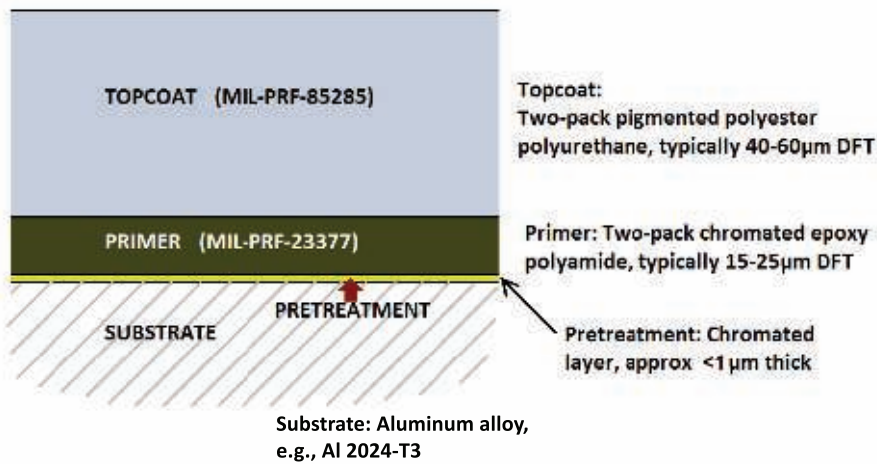 TOPCOAT (MIL-PRF-85285)
Topcoat:
Two-pack pigmented polyester
polyurethane, typically 40-60µm DFT
PRIMER (MIL-PRF-23377)
Primer: Two-pack chromated epoxy
polyamide, typically 15-25µm DFT
PRETREATMENT
SUBSTRATE
Pretreatment: Chromated
layer, approx <1µm thick
Substrate: Aluminum alloy,
e.g., Al 2024-T3